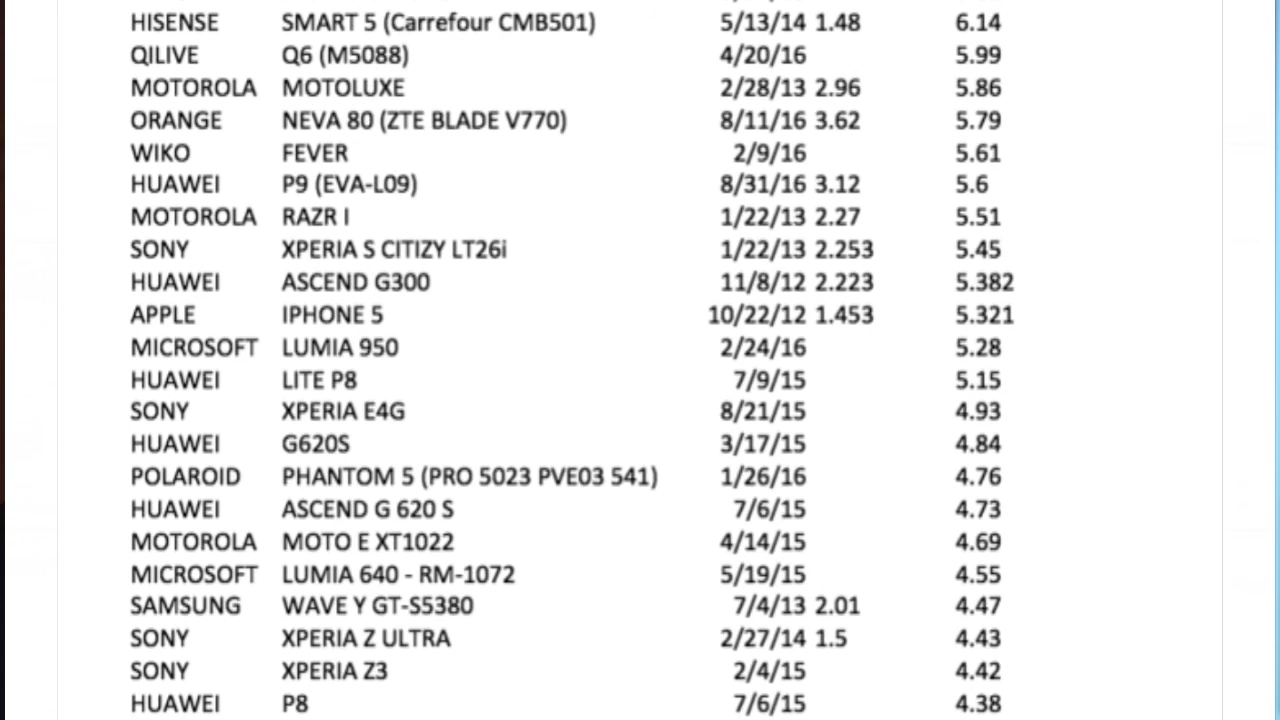 HISENSE SMART 5 (Carrefour CMB501) 5/13/14 1.48 6.14
QILIVE Q6 (M5088) 4/20/16 5.99
MOTOROLA MOTOLUXE 2/28/13 2.96 5.86
ORANGE NEVA 80 (ZTE BLADE V770) 8/11/16 3.62 5.79
WIKO FEVER 2/9/16 5.61
HUAWEI P9 (EVA-L09) 8/31/16 3.12 5.6
MOTOROLA RAZR I 1/22/13 2.27 5.51
SONY XPERIA S CITIZY LT26i 1/22/13 2.253 5.45
HUAWEI ASCEND G300 11/8/12 2.223 5.382
APPLE IPHONE 5 10/22/12 1.453 5.321
MICROSOFT LUMIA 950 2/24/16 5.28
HUAWEI LITE P8 7/9/15 5.15
SONY XPERIA E4G 8/21/15 4.93
HUAWEI G620S 3/17/15 4.84
POLAROID PHANTOM 5 (PRO 5023 PVE03 541) 1/26/16 4.76
HUAWEI ASCEND G 620 S 7/6/15 4.73
MOTOROLA MOTO E XT1022 4/14/15 4.69
MICROSOFT LUMIA 640 - RM-1072 5/19/15 4.55
SAMSUNG WAVE Y GT-S5380 7/4/13 2.01 4.47
SONY XPERIA Z ULTRA 2/27/14 1.5 4.43
SONY XPERIA Z3 2/4/15 4.42
HUAWEI P8 7/6/15 4.38